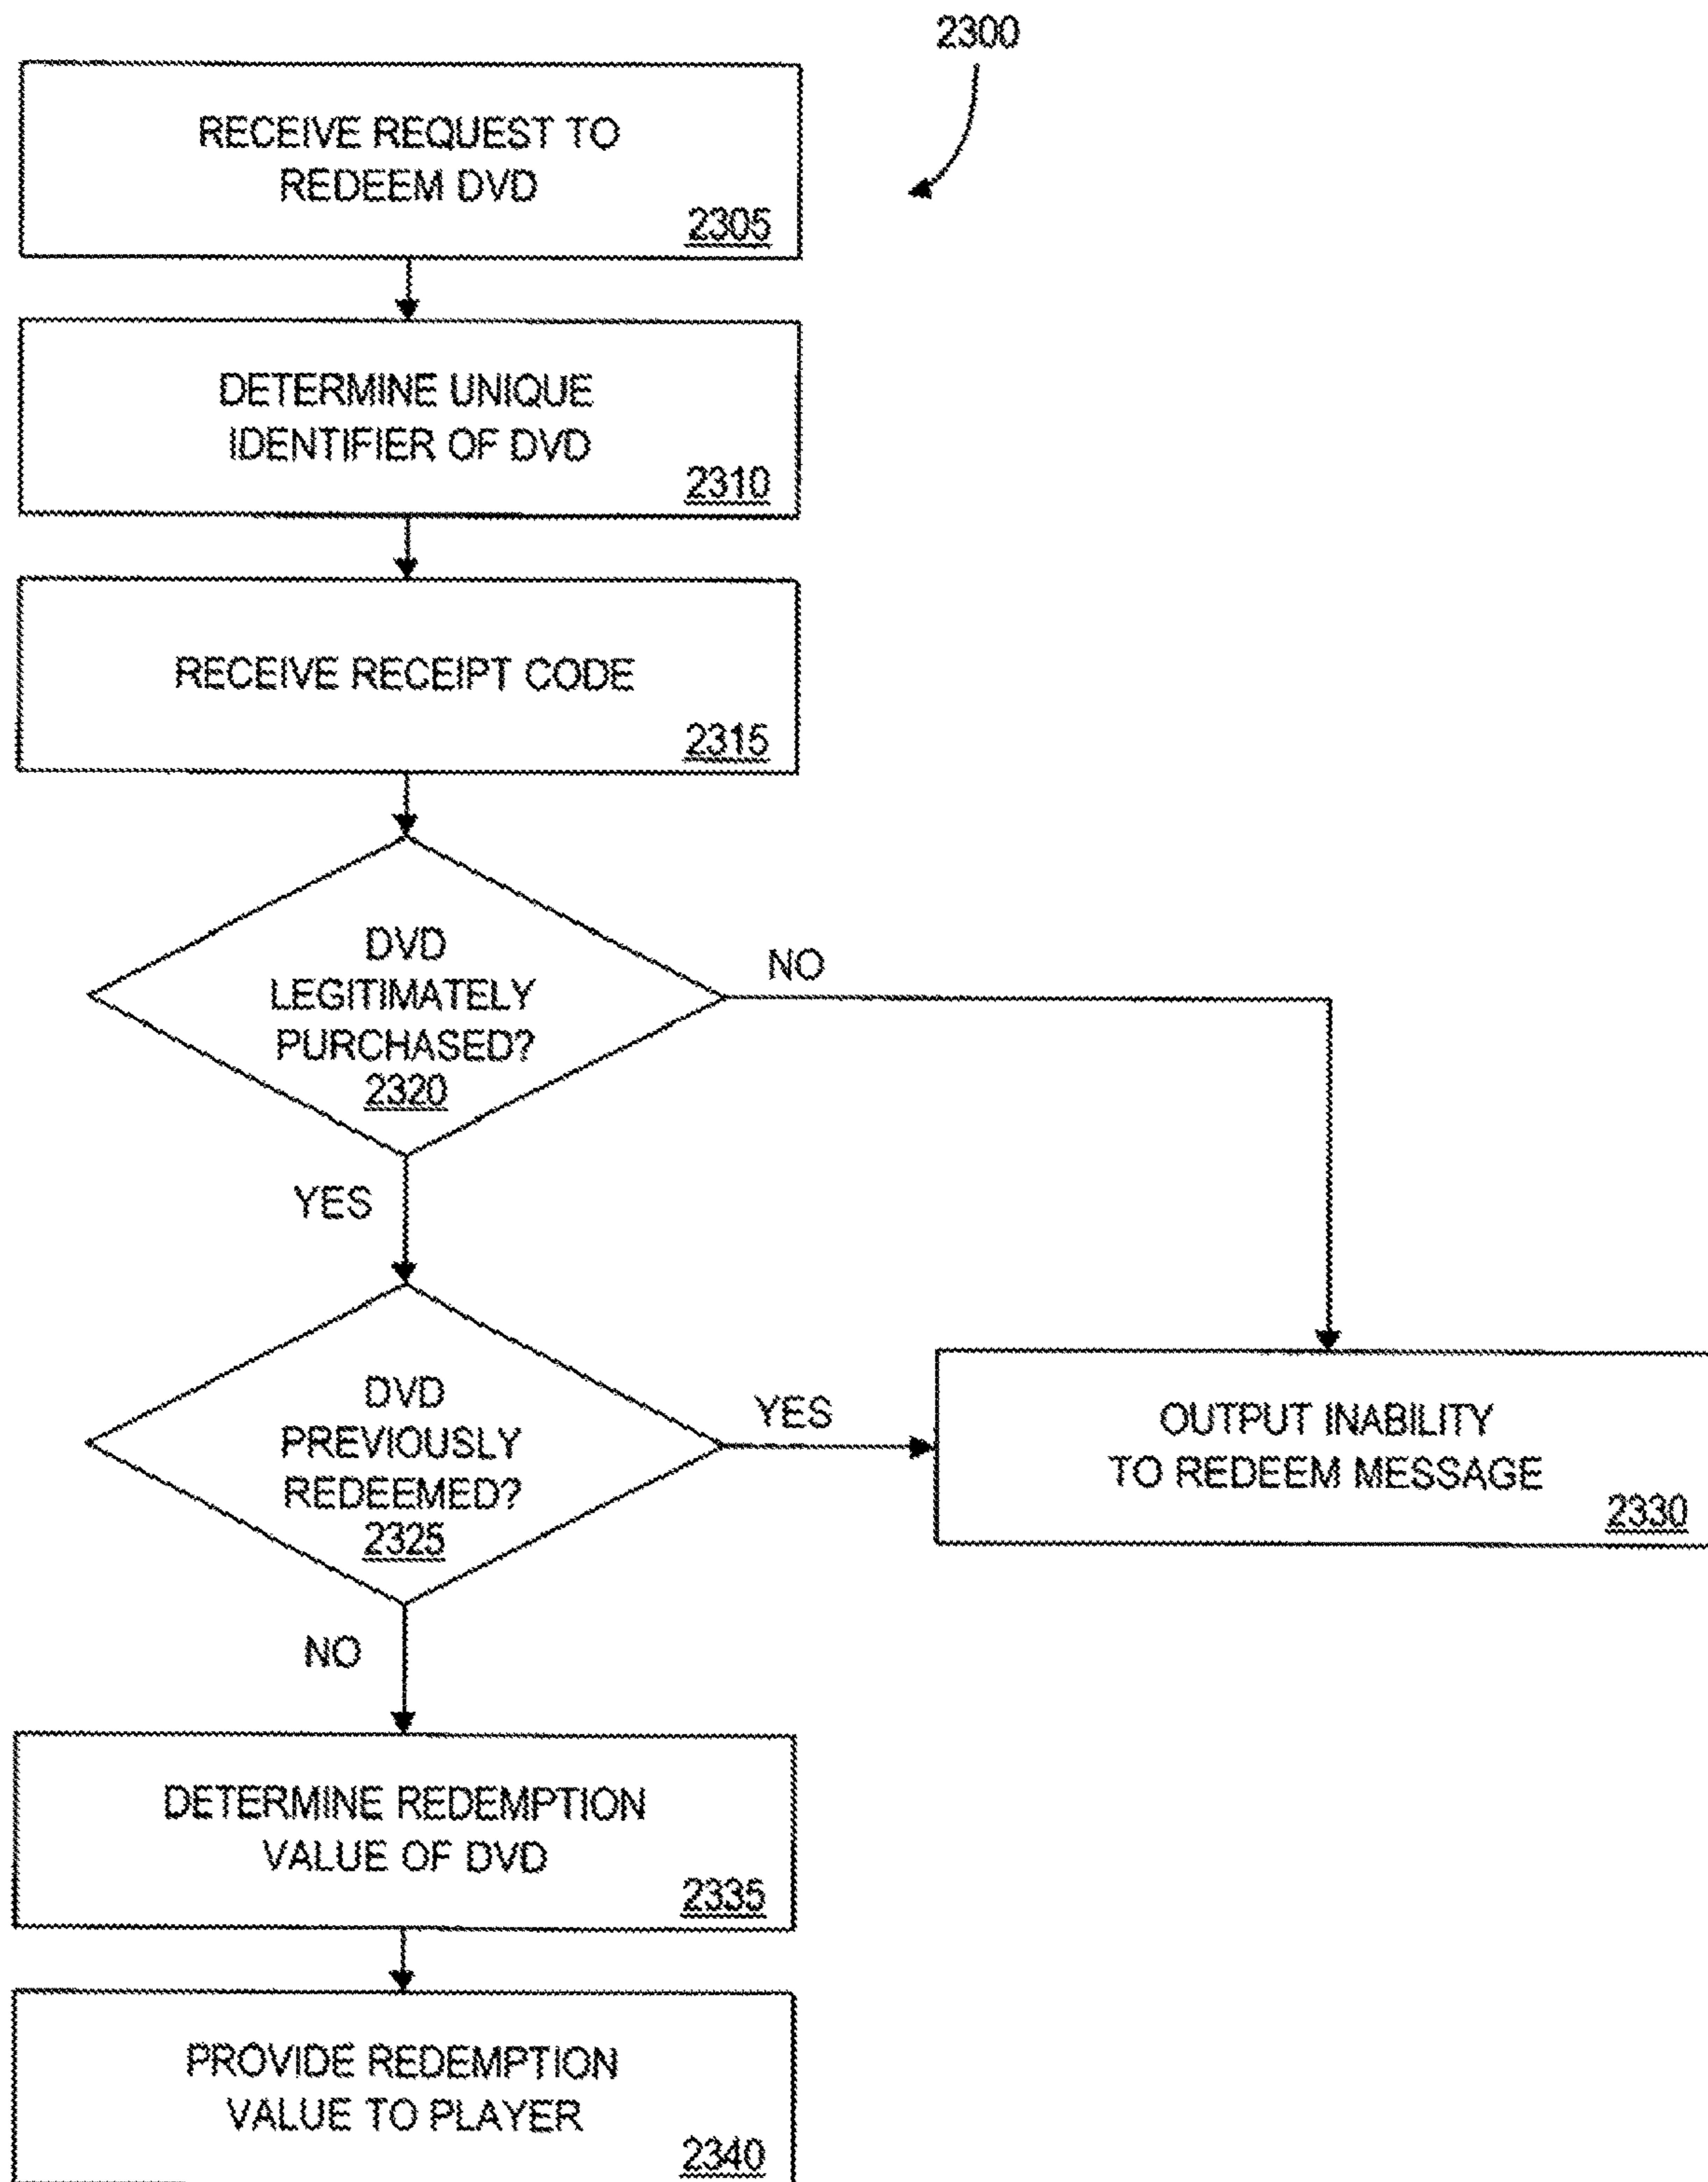 2300
RECEIVE REQUEST TO
REDEEM DVD
2305
DETERMINE UNIQUE
IDENTIFIER OF DVD
2310
RECEIVE RECEIPT CODE
2315
DVD
LEGITIMATELY
PURCHASED?
2320
NO
YES
DVD
PREVIOUSLY
REDEEMED?
2325
YES
OUTPUT INABILITY
TO REDEEM MESSAGE
2330
NO
DETERMINE REDEMPTION
VALUE OF DVD
2335
PROVIDE REDEMPTION
VALUE TO PLAYER
2340